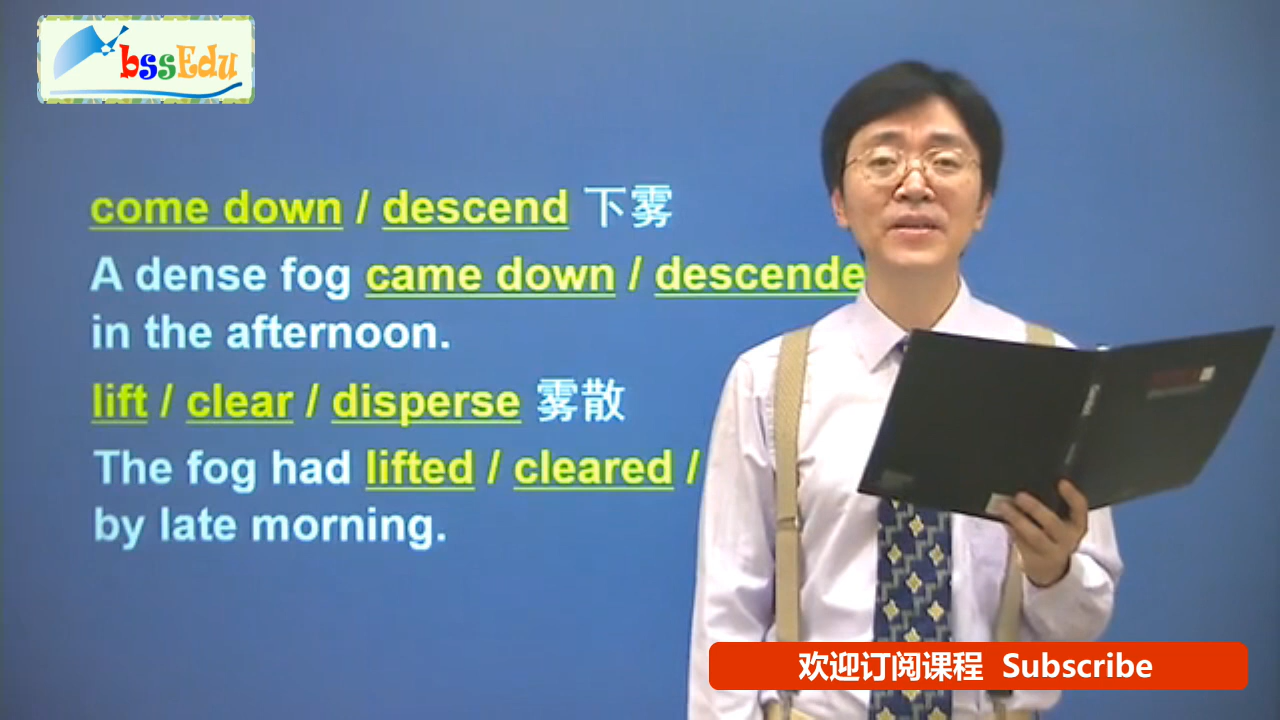 bssEdu
come down / descend 下雾
A dense fog came down / descende
in the afternoon.
lift / clear / disperse 雾散
The fog had lifted / cleared /
by late morning.
欢迎订阅课程 Subscribe